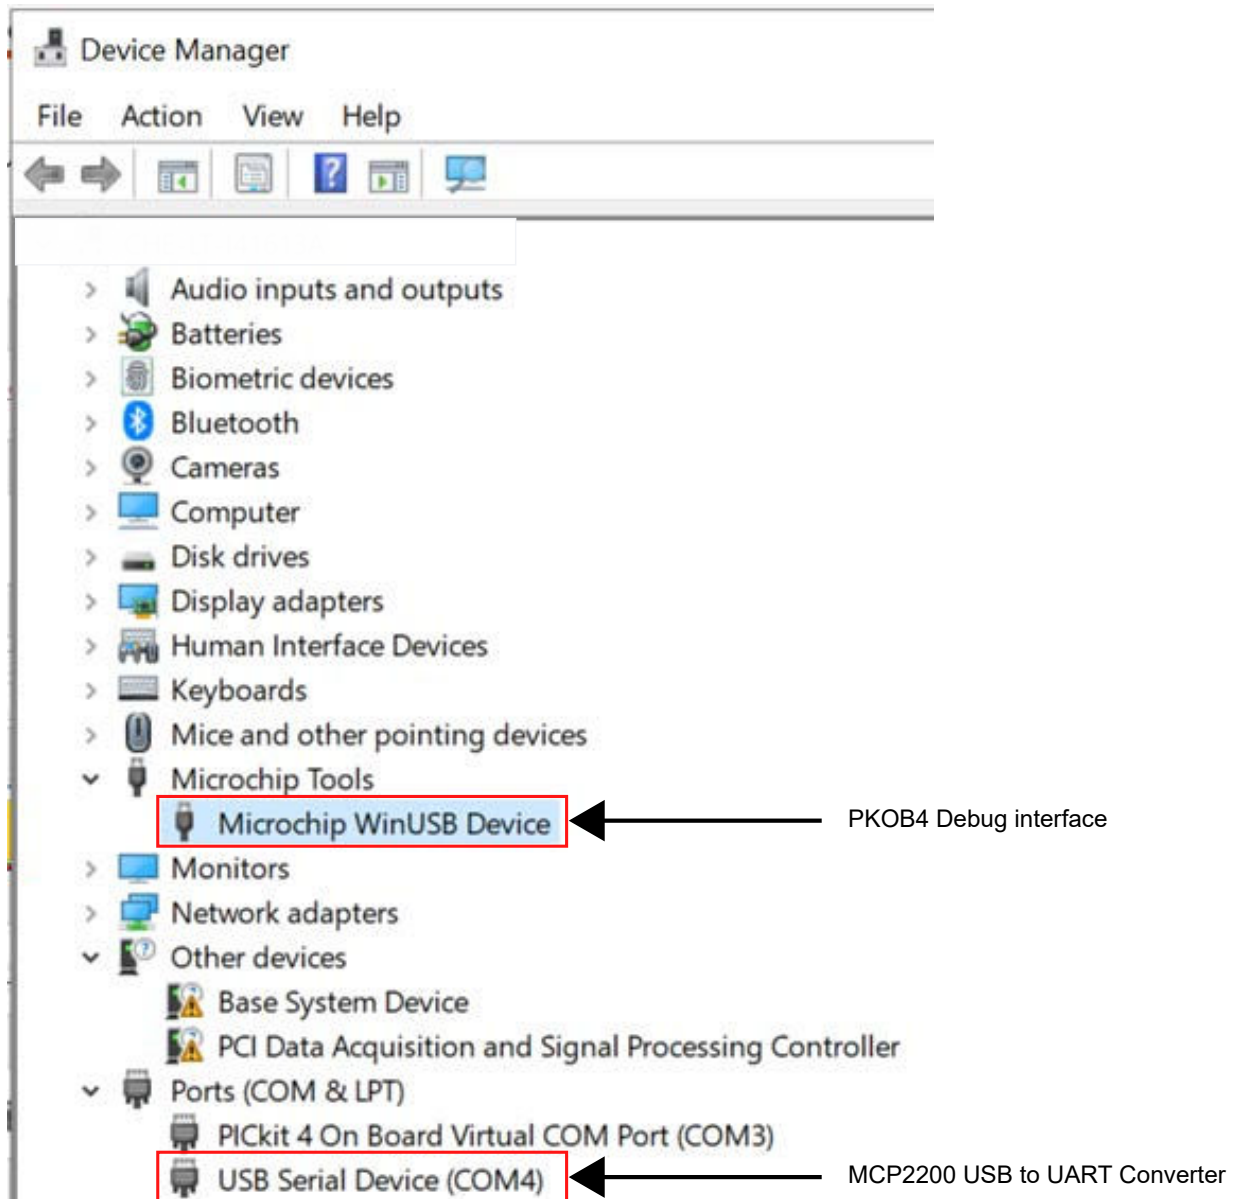 Device Manager
File Action View Help
Audio inputs and outputs
Batteries
Biometric devices
Bluetooth
Cameras
Computer
Disk drives
Display adapters
Human Interface Devices
Keyboards
Mice and other pointing devices
Microchip Tools
Microchip WinUSB Device PKOB4 Debug interface
Monitors
Network adapters
Other devices
Base System Device
PCI Data Acquisition and Signal Processing Controller
Ports (COM & LPT)
PICkit 4 On Board Virtual COM Port (COM3)
USB Serial Device (COM4) MCP2200 USB to UART Converter